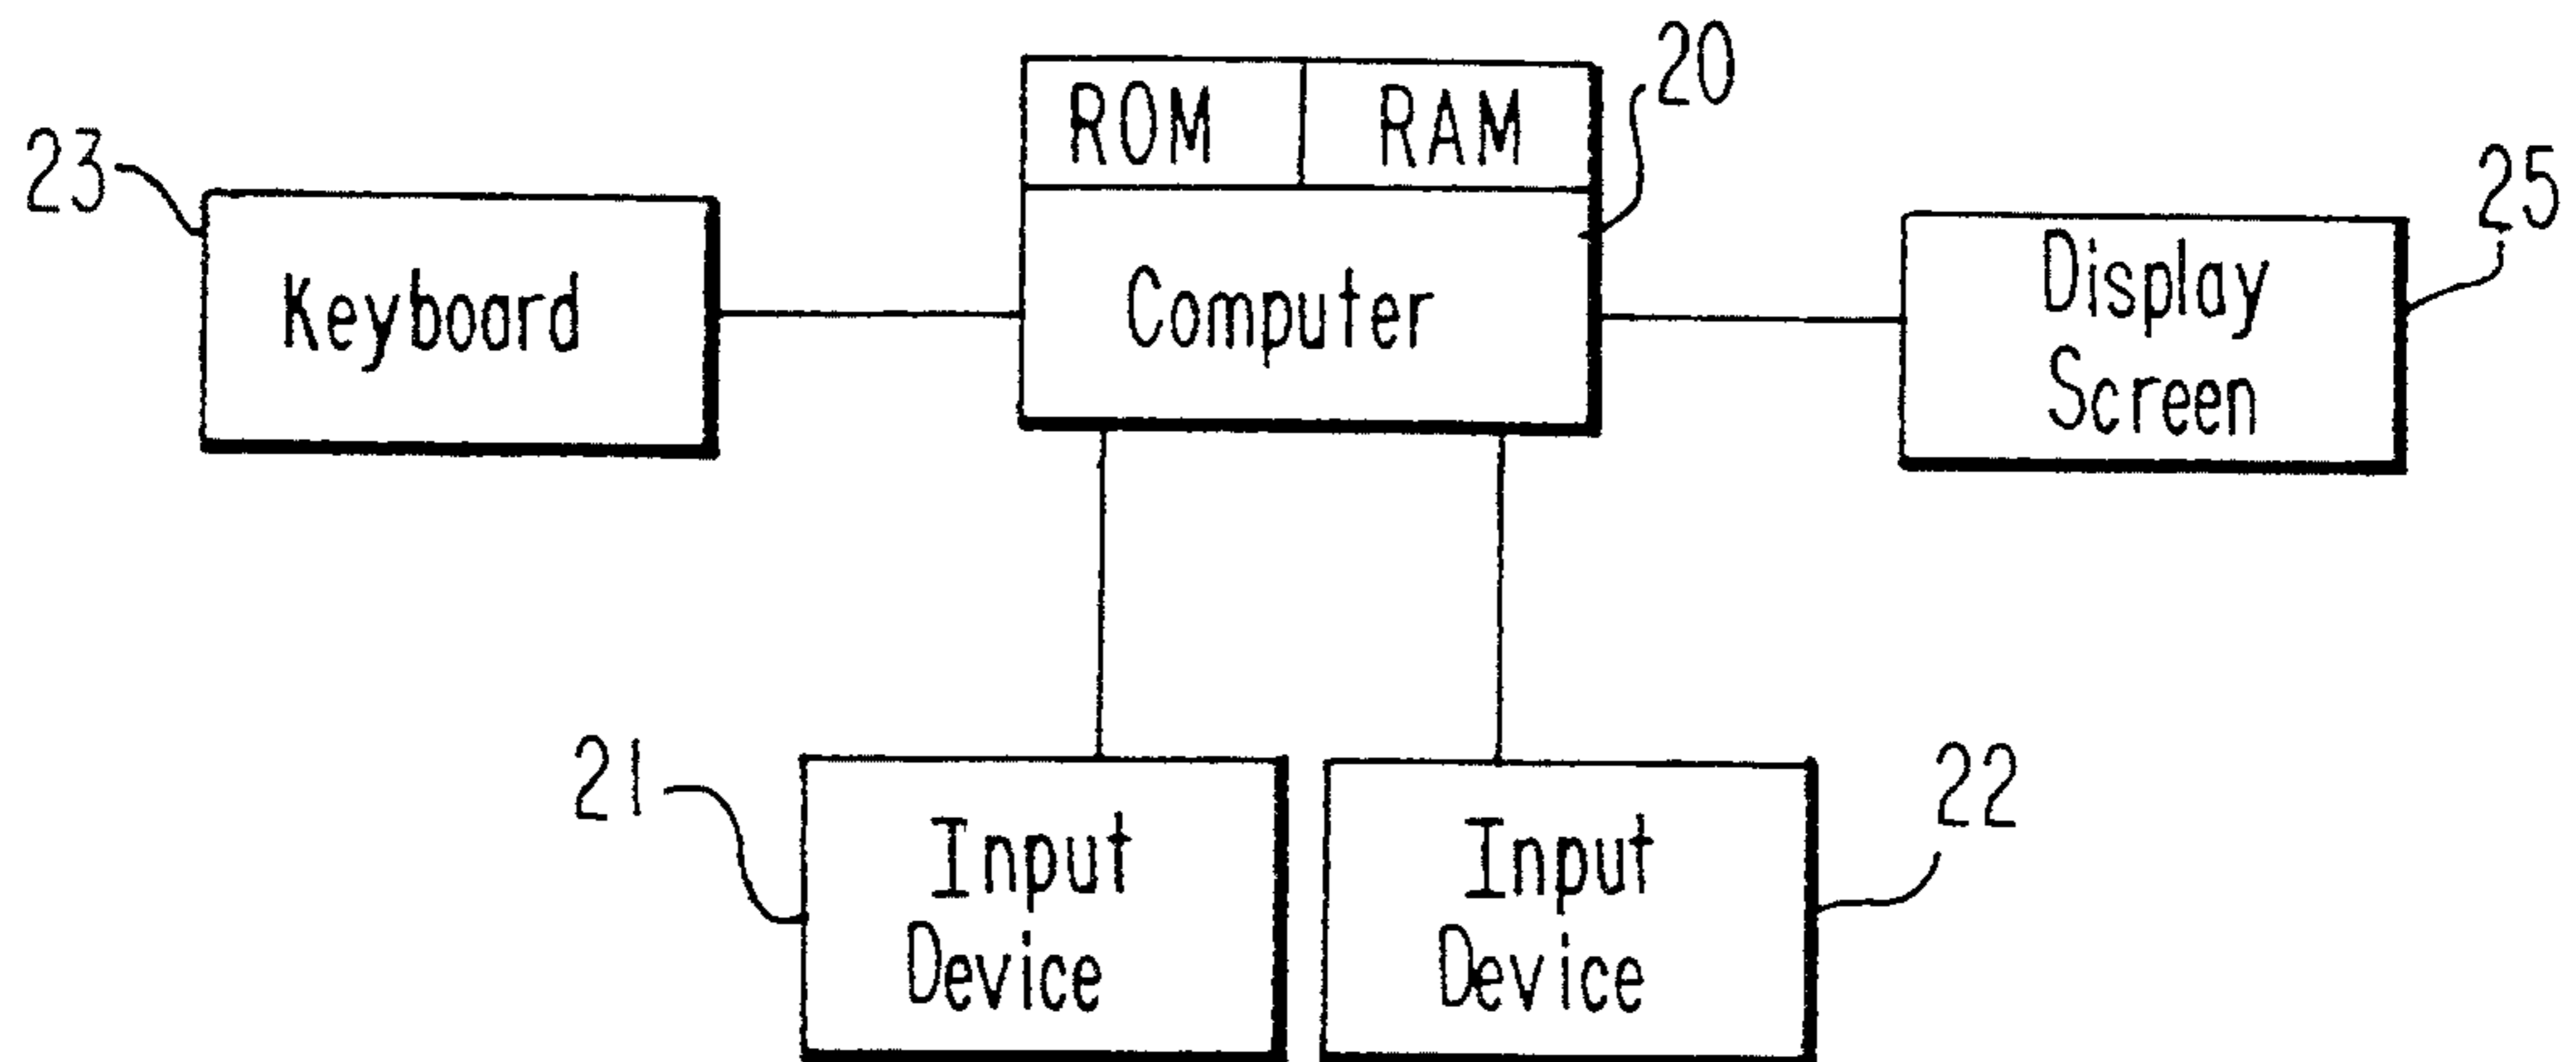 20
ROM RAM
23
25
Keyboard
Computer
Display
Screen
21
22
Input
Device
Input
Device